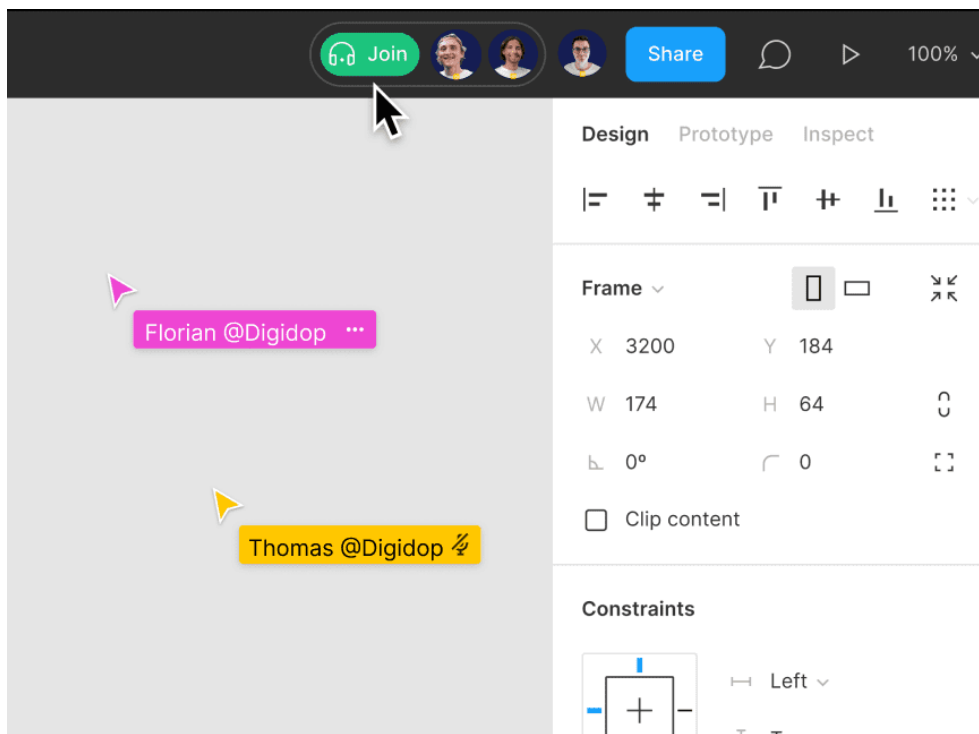 Join Share 100%
Design Prototype Inspect
Frame
X 3200 Y 184
W 174 H 64
0° 0
Clip content
Constraints
Left
Florian @Digidop
Thomas @Digidop